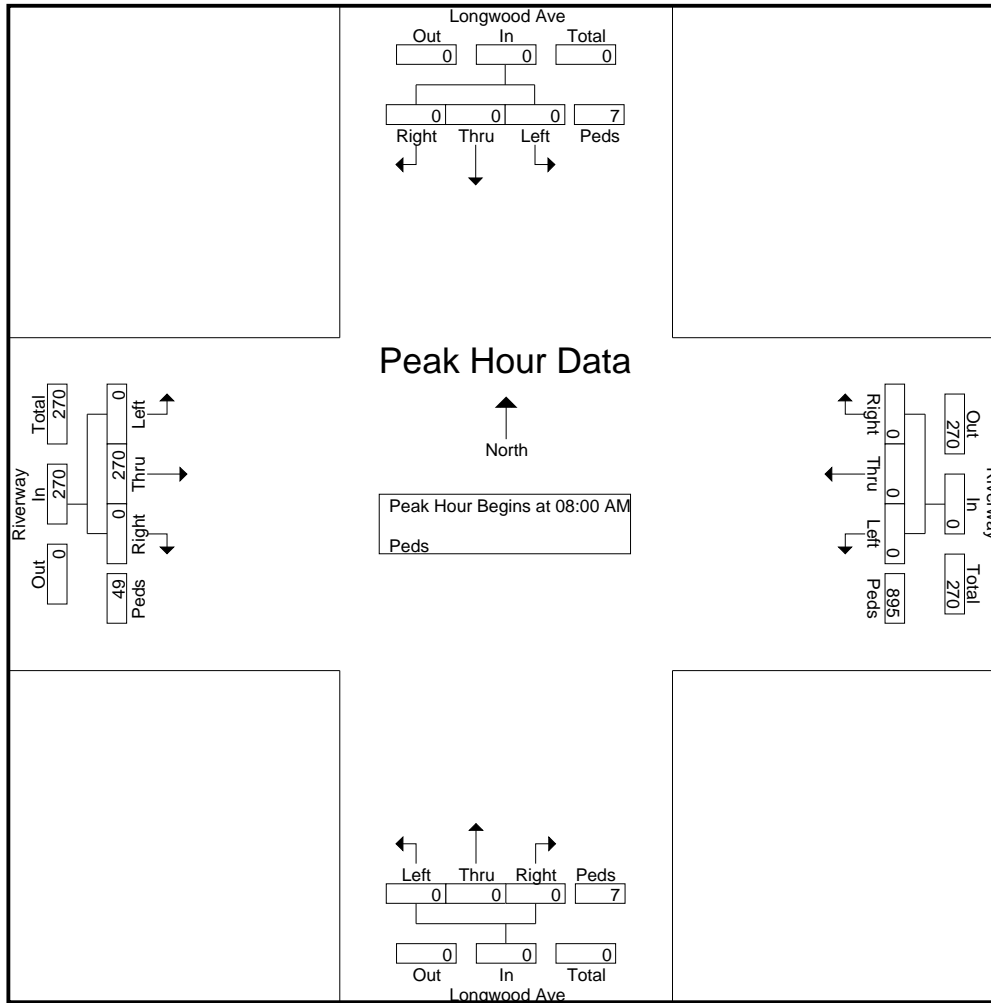 Longwood Ave
Out In Total
0 0 0
0 0 0 7
Right Thru Left Peds
Peak Hour Data
North
Peak Hour Begins at 08:00 AM
Peds
Riverway
Total In Out
270 270 0
0 270 0 49
Left Thru Right Peds
Riverway
Out In Total
270 0 270
0 0 0 895
Right Thru Left Peds
Left Thru Right Peds
0 0 0 7
0 0 0
Out In Total
Longwood Ave